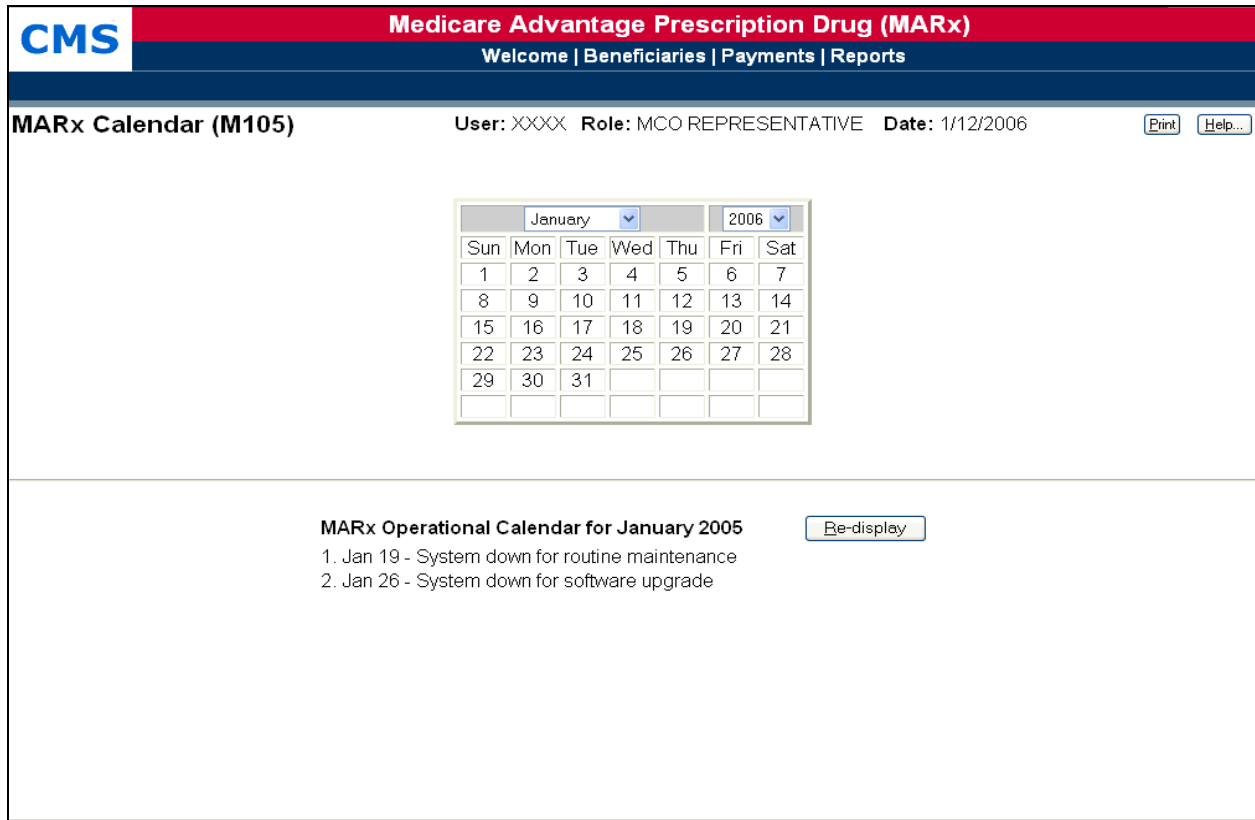 CMS
Medicare Advantage Prescription Drug (MARx)
Welcome | Beneficiaries | Payments | Reports
MARx Calendar (M105) User: XXXX Role: MCO REPRESENTATIVE Date: 1/12/2006 Print Help...
January 2006
Sun Mon Tue Wed Thu Fri Sat
1 2 3 4 5 6 7
8 9 10 11 12 13 14
15 16 17 18 19 20 21
22 23 24 25 26 27 28
29 30 31
MARx Operational Calendar for January 2005 Re-display
1. Jan 19 - System down for routine maintenance
2. Jan 26 - System down for software upgrade